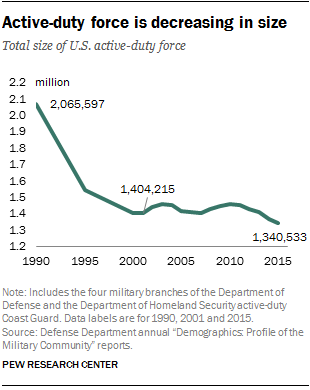 Active-duty force is decreasing in size
Total size of U.S. active-duty force
2.2 million
2.1
2,065,597
2.0
1.9
1.8
1.7
1.6
1,404,215
1.5
1.4
1.3
1,340,533
1.2
1990 1995 2000 2005 2010 2015
Note: Includes the four military branches of the Department of
Defense and the Department of Homeland Security active-duty
Coast Guard. Data labels are for 1990, 2001 and 2015.
Source: Defense Department annual “Demographics: Profile of the
Military Community” reports.
PEW RESEARCH CENTER